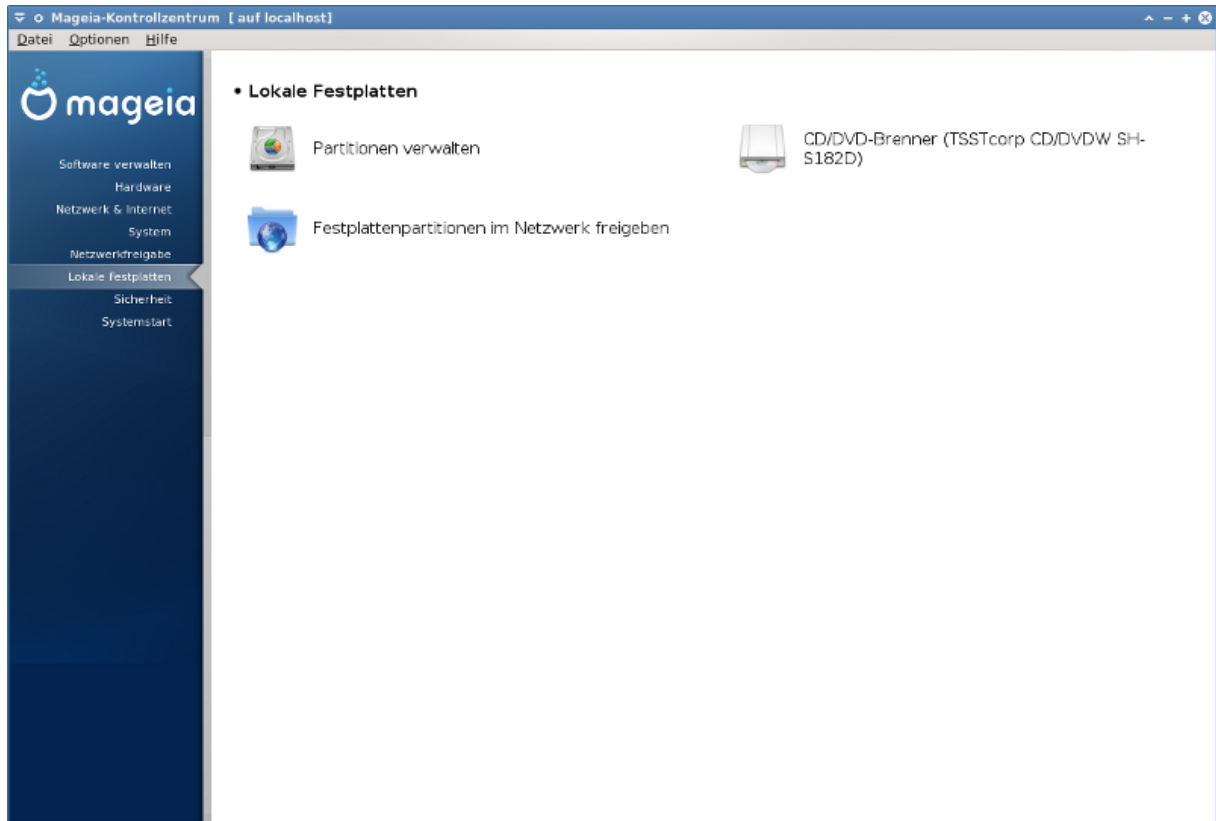 Mageia-Kontrollzentrum [ auf localhost]
Datei Optionen Hilfe
mageia
Software verwalten
Hardware
Netzwerk & Internet
System
Netzwerkfreigabe
Lokale Festplatten
Sicherheit
Systemstart
• Lokale Festplatten
Partitionen verwalten
CD/DVD-Brenner (TSSTcorp CD/DVDW SH-
S182D)
Festplattenpartitionen im Netzwerk freigeben